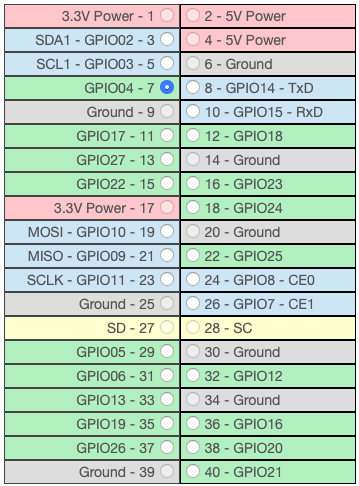 3.3V Power - 1 2 - 5V Power
SDA1 - GPIO02 - 3 4 - 5V Power
SCL1 - GPIO03 - 5 6 - Ground
GPIO04 - 7 8 - GPIO14 - TxD
Ground - 9 10 - GPIO15 - RxD
GPIO17 - 11 12 - GPIO18
GPIO27 - 13 14 - Ground
GPIO22 - 15 16 - GPIO23
3.3V Power - 17 18 - GPIO24
MOSI - GPIO10 - 19 20 - Ground
MISO - GPIO09 - 21 22 - GPIO25
SCLK - GPIO11 - 23 24 - GPIO8 - CE0
Ground - 25 26 - GPIO7 - CE1
SD - 27 28 - SC
GPIO05 - 29 30 - Ground
GPIO06 - 31 32 - GPIO12
GPIO13 - 33 34 - Ground
GPIO19 - 35 36 - GPIO16
GPIO26 - 37 38 - GPIO20
Ground - 39 40 - GPIO21